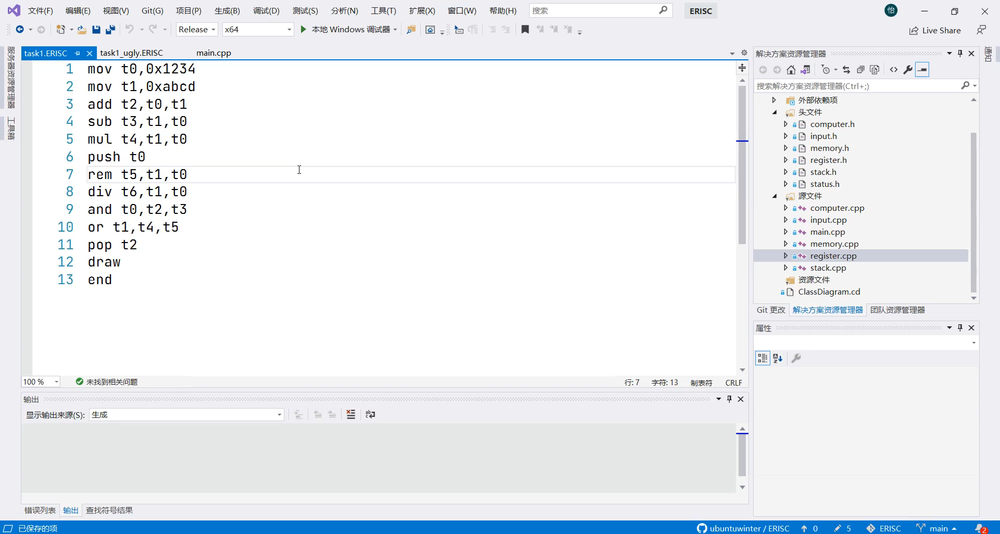 文件(F) 编辑(E) 视图(V) Git(G) 项目(P) 生成(B) 调试(D) 测试(S) 分析(N) 工具(T) 扩展(X) 窗口(W) 帮助(H) 搜索 ERISC 怡
Release x64 本地 Windows 调试器 Live Share
服务器资源管理器
工具箱
task1.ERISC task1_ugly.ERISC main.cpp
1 mov t0,0x1234
2 mov t1,0xabcd
3 add t2,t0,t1
4 sub t3,t1,t0
5 mul t4,t1,t0
6 push t0
7 rem t5,t1,t0
8 div t6,t1,t0
9 and t0,t2,t3
10 or t1,t4,t5
11 pop t2
12 draw
13 end
100 % 未找到相关问题 行: 7 字符: 13 制表符 CRLF
输出
显示输出来源(S): 生成
错误列表 输出 查找符号结果
解决方案资源管理器
搜索解决方案资源管理器(Ctrl+;)
外部依赖项
头文件
computer.h
input.h
memory.h
register.h
stack.h
status.h
源文件
computer.cpp
input.cpp
main.cpp
memory.cpp
register.cpp
stack.cpp
资源文件
ClassDiagram.cd
Git 更改 解决方案资源管理器 团队资源管理器
属性
通知
已保存的项 ubuntuwinter / ERISC 0 5 ERISC main 2